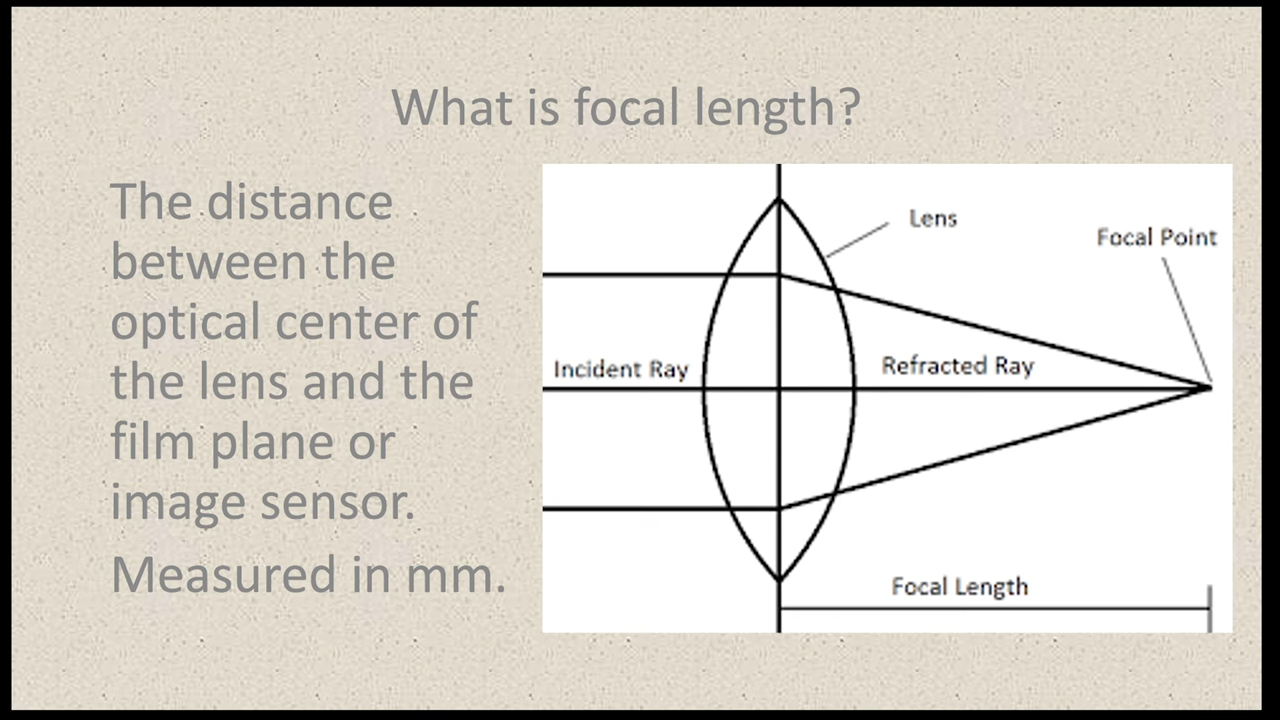 What is focal length?
The distance
between the
optical center of
the lens and the
film plane or
image sensor.
Measured in mm.
Lens
Focal Point
Incident Ray
Refracted Ray
Focal Length